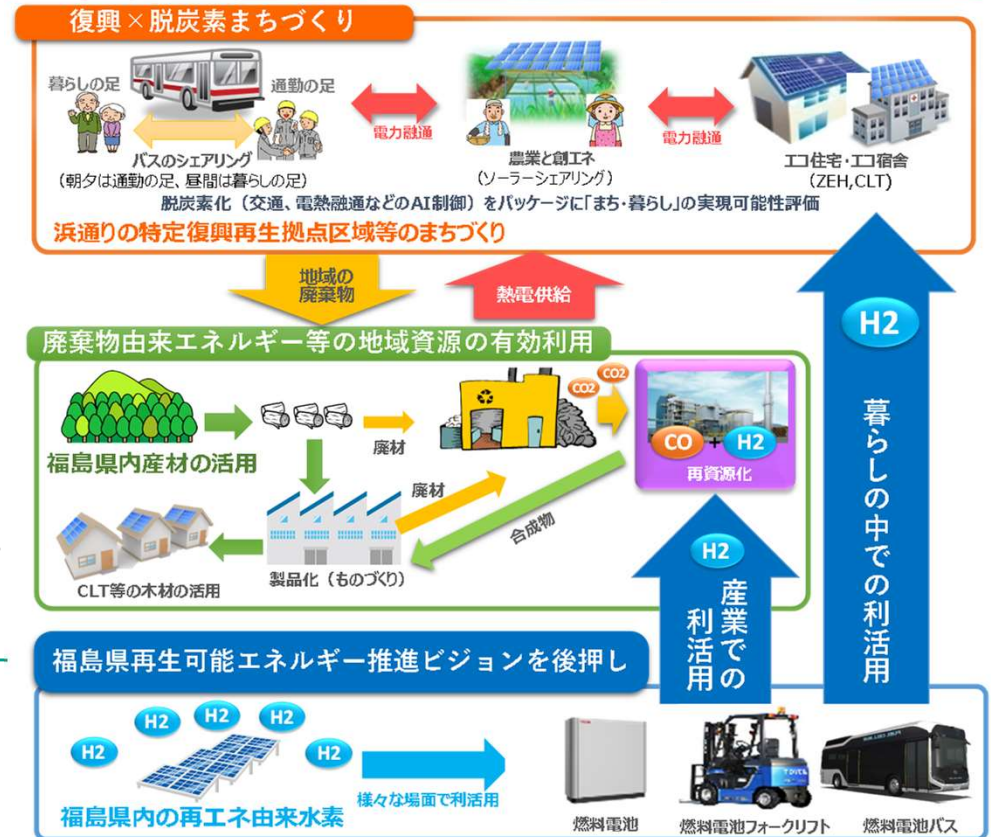 復興×脱炭素まちづくり
暮らしの足
通勤の足
電力融通
電力融通
バスのシェアリング
(朝夕は通勤の足、昼間は暮らしの足)
農業と創エネ
(ソーラーシェアリング)
エコ住宅・エコ宿舎
(ZEH,CLT)
脱炭素化(交通、電熱融通などのAI制御)をパッケージに「まち・暮らし」の実現可能性評価
浜通りの特定復興再生拠点区域等のまちづくり
地域の
廃棄物
熱電供給
廃棄物由来エネルギー等の地域資源の有効利用
福島県内産材の活用
廃材
CO2
CO2
CO + H2
再資源化
廃材
合成物
製品化(ものづくり)
CLT等の木材の活用
H2
産業での
利活用
H2
暮らしの中での利活用
福島県再生可能エネルギー推進ビジョンを後押し
H2
H2
H2
H2
H2
福島県内の再エネ由来水素
様々な場面で利活用
燃料電池
燃料電池フォークリフト
燃料電池バス